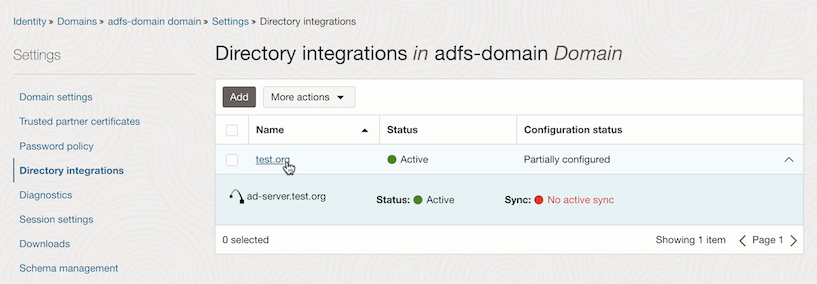 Identity » Domains » adfs-domain domain » Settings » Directory integrations
Settings
Domain settings
Trusted partner certificates
Password policy
Directory integrations
Diagnostics
Session settings
Downloads
Schema management
Directory integrations in adfs-domain Domain
Add More actions
Name Status Configuration status
test.org Active Partially configured
ad-server.test.org Status: Active Sync: No active sync
0 selected Showing 1 item Page 1